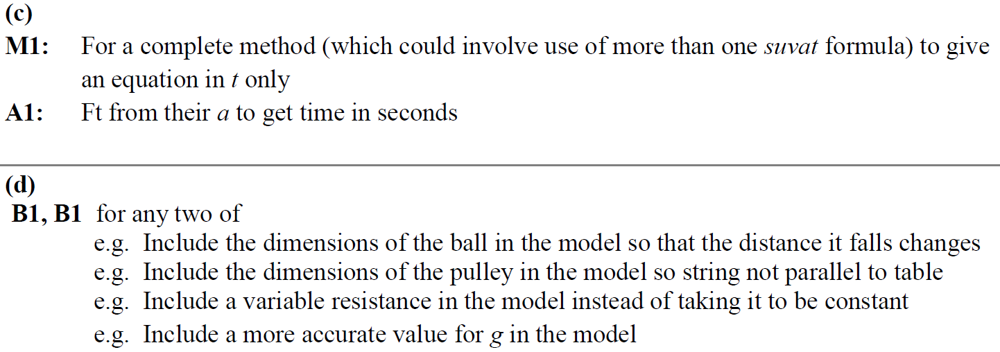 (c)
M1: For a complete method (which could involve use of more than one suvat formula) to give
an equation in t only
A1: Ft from their a to get time in seconds
(d)
B1, B1 for any two of
e.g. Include the dimensions of the ball in the model so that the distance it falls changes
e.g. Include the dimensions of the pulley in the model so string not parallel to table
e.g. Include a variable resistance in the model instead of taking it to be constant
e.g. Include a more accurate value for g in the model